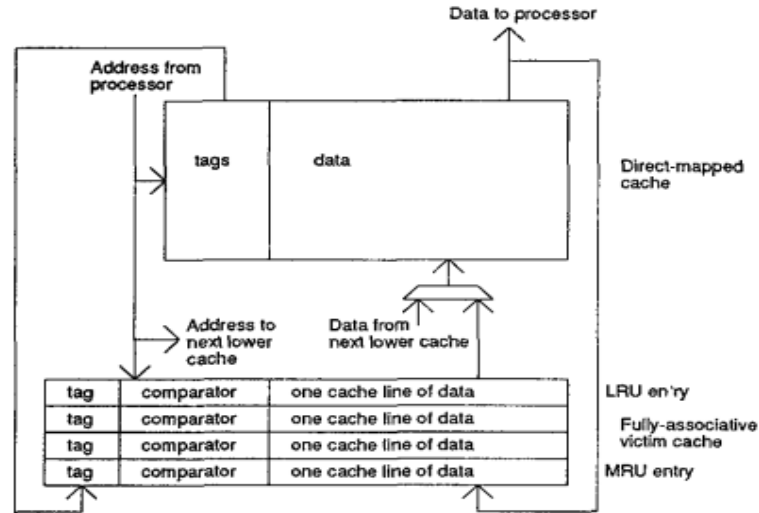 Data to processor
Address from
processor
tags
data
Direct-mapped
cache
Address to
next lower
cache
Data from
next lower cache
tag comparator one cache line of data LRU en'ry
tag comparator one cache line of data
Fully-associative
victim cache
tag comparator one cache line of data
tag comparator one cache line of data MRU entry